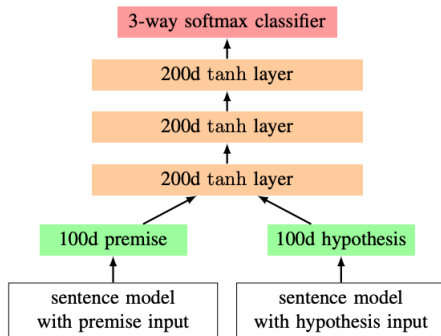 3-way softmax classifier
200d tanh layer
200d tanh layer
200d tanh layer
100d premise
100d hypothesis
sentence model
with premise input
sentence model
with hypothesis input